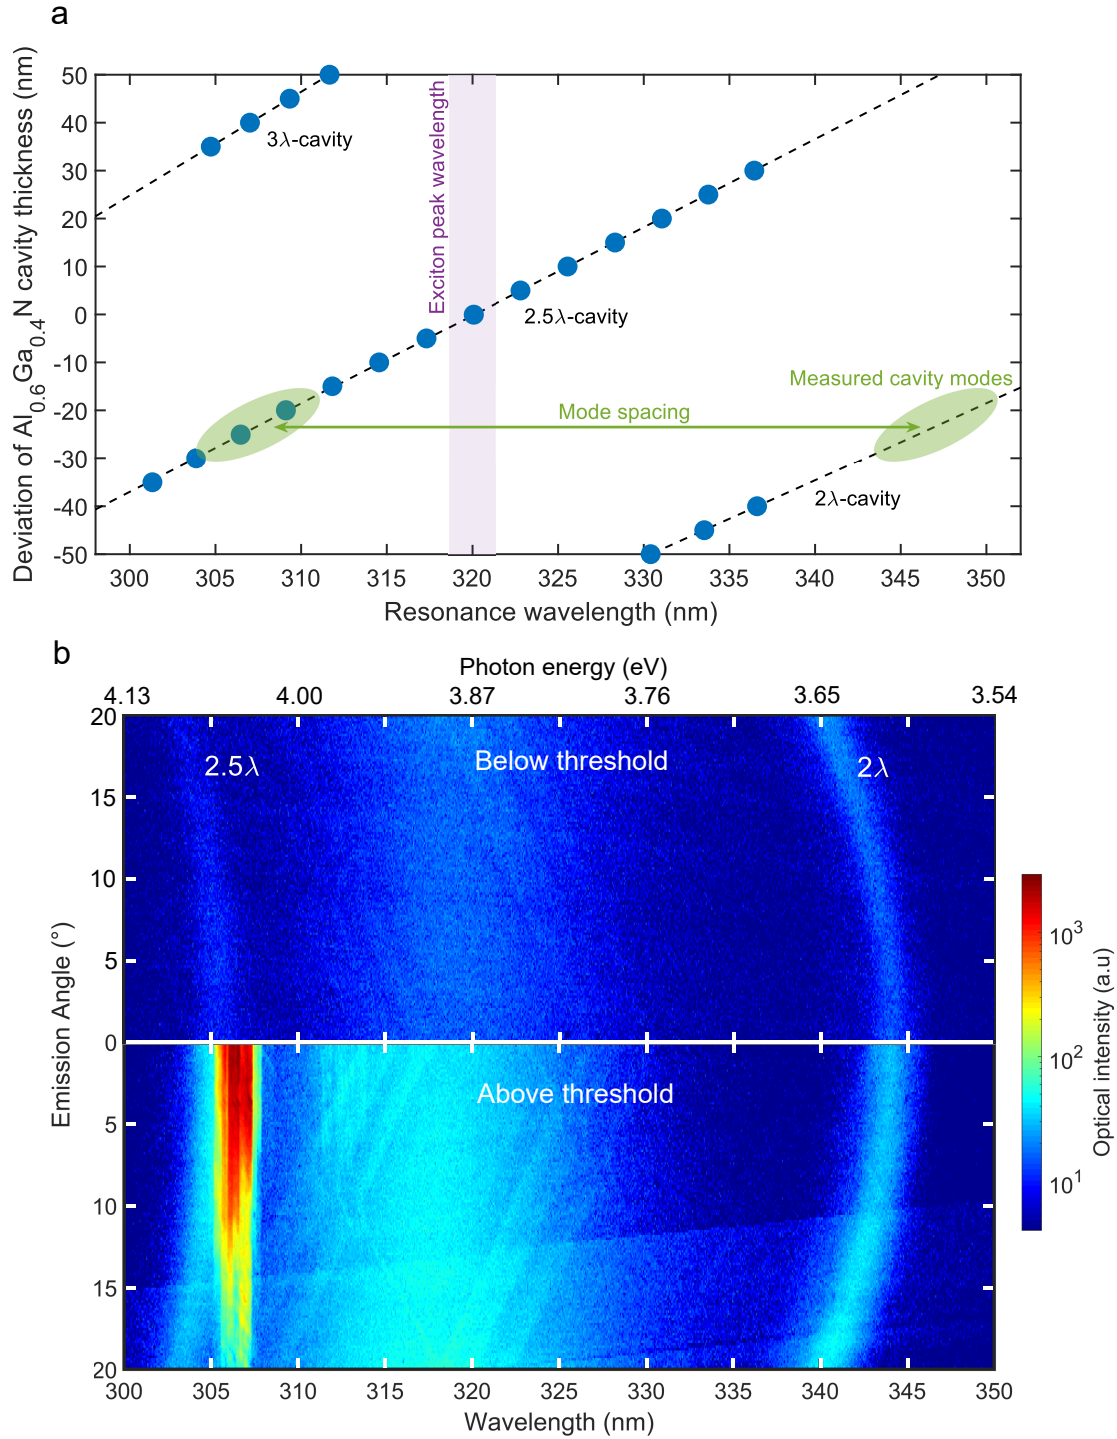 a
Deviation of Al0.6Ga0.4N cavity thickness (nm)
50
40
30
20
10
0
-10
-20
-30
-40
-50
3λ-cavity
Exciton peak wavelength
2.5λ-cavity
Measured cavity modes
Mode spacing
2λ-cavity
300 305 310 315 320 325 330 335 340 345 350
Resonance wavelength (nm)
b
Photon energy (eV)
4.13 4.00 3.87 3.76 3.65 3.54
Emission Angle (°)
20
15
10
5
0
5
10
15
20
2.5λ
Below threshold
2λ
Above threshold
300 305 310 315 320 325 330 335 340 345 350
Wavelength (nm)
10³
10²
10¹
Optical intensity (a.u)